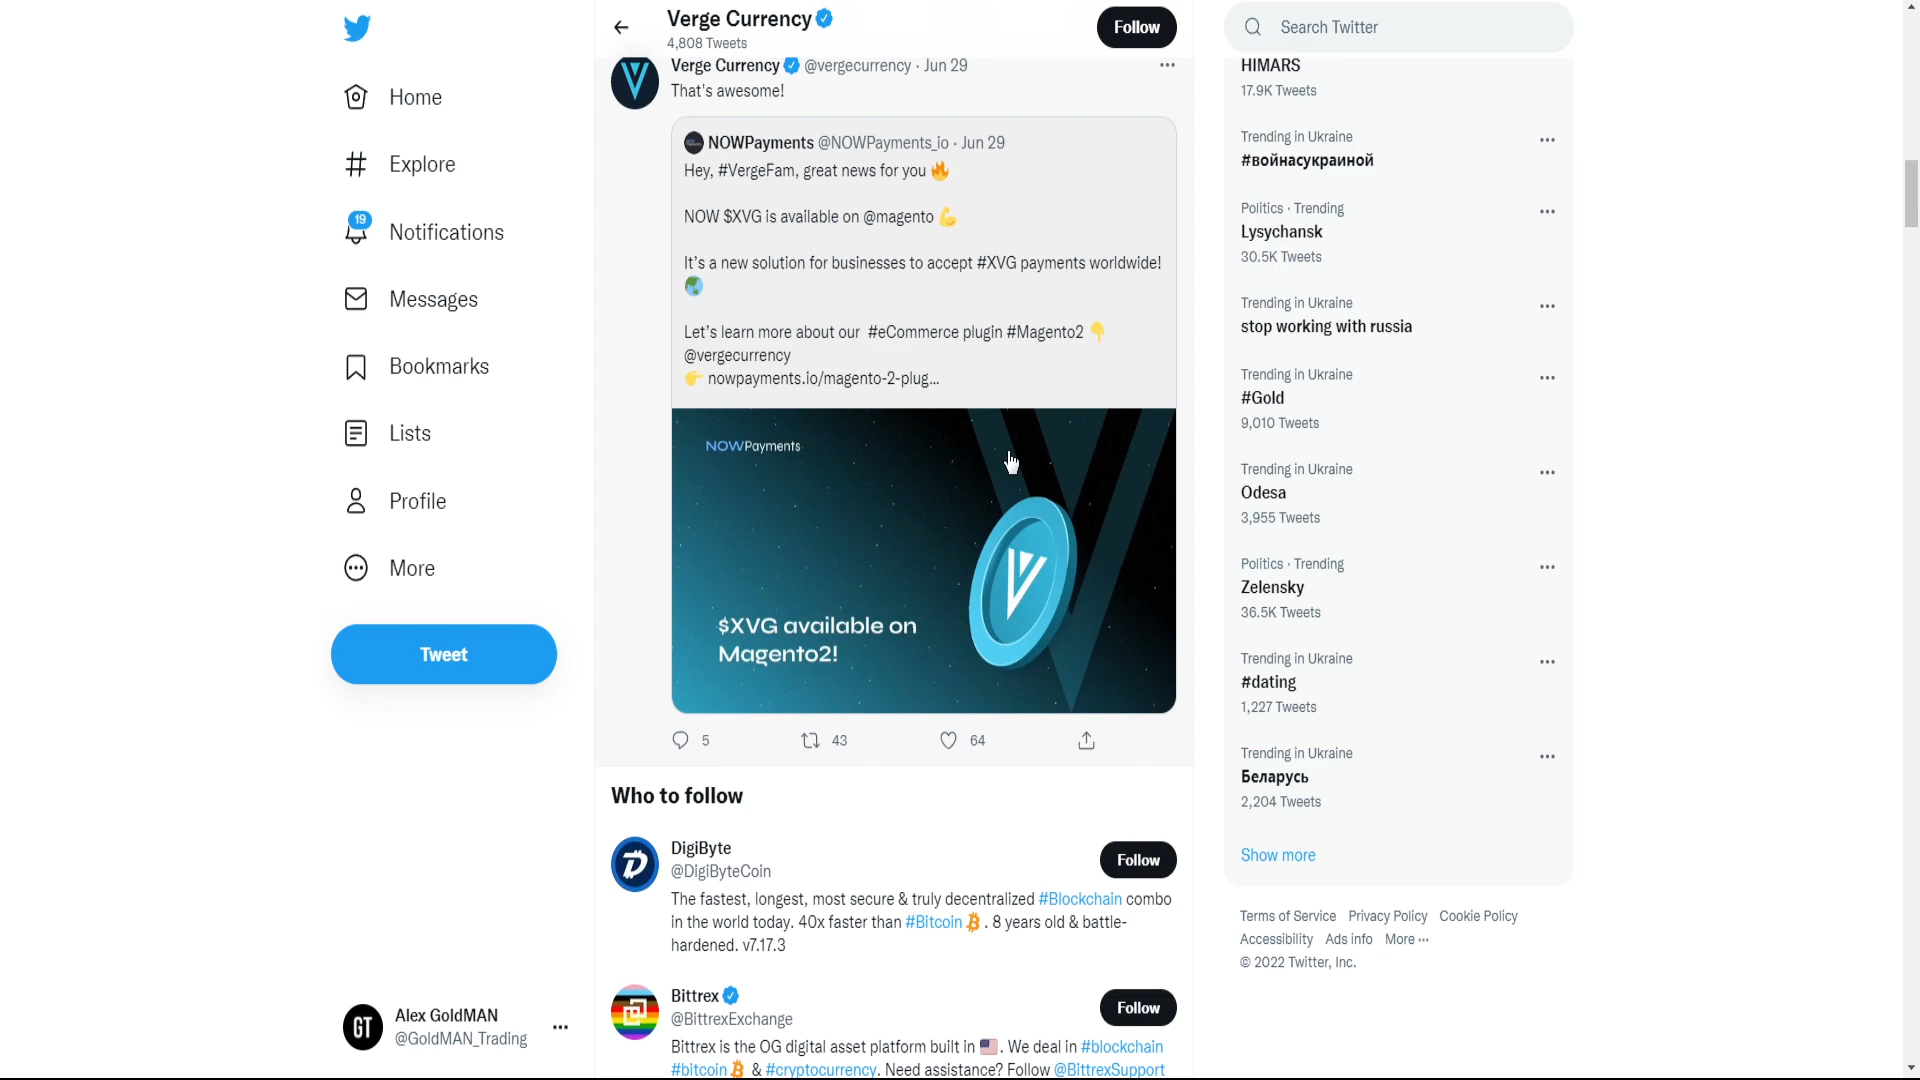 Home
Explore
19
Notifications
Messages
Bookmarks
Lists
Profile
More
Tweet
GT
Alex GoldMAN
@GoldMAN_Trading
Verge Currency
4,808 Tweets
Follow
Verge Currency @vergecurrency · Jun 29
That's awesome!
NOWPayments @NOWPayments_io · Jun 29
Hey, #VergeFam, great news for you 🔥
NOW $XVG is available on @magento 💪
It's a new solution for businesses to accept #XVG payments worldwide!
🌏
Let's learn more about our #eCommerce plugin #Magento2 👇
@vergecurrency
👉 nowpayments.io/magento-2-plug...
NOWPayments
$XVG available on
Magento2!
5
43
64
Who to follow
DigiByte
@DigiByteCoin
Follow
The fastest, longest, most secure & truly decentralized #Blockchain combo
in the world today. 40x faster than #Bitcoin ₿. 8 years old & battle-
hardened. v7.17.3
Bittrex
@BittrexExchange
Follow
Bittrex is the OG digital asset platform built in 🇺🇸. We deal in #blockchain
#bitcoin ₿ & #cryptocurrency. Need assistance? Follow @BittrexSupport
Search Twitter
HIMARS
17.9K Tweets
Trending in Ukraine
#войнасукраиной
Politics · Trending
Lysychansk
30.5K Tweets
Trending in Ukraine
stop working with russia
Trending in Ukraine
#Gold
9,010 Tweets
Trending in Ukraine
Odesa
3,955 Tweets
Politics · Trending
Zelensky
36.5K Tweets
Trending in Ukraine
#dating
1,227 Tweets
Trending in Ukraine
Беларусь
2,204 Tweets
Show more
Terms of Service Privacy Policy Cookie Policy
Accessibility Ads info More ···
© 2022 Twitter, Inc.